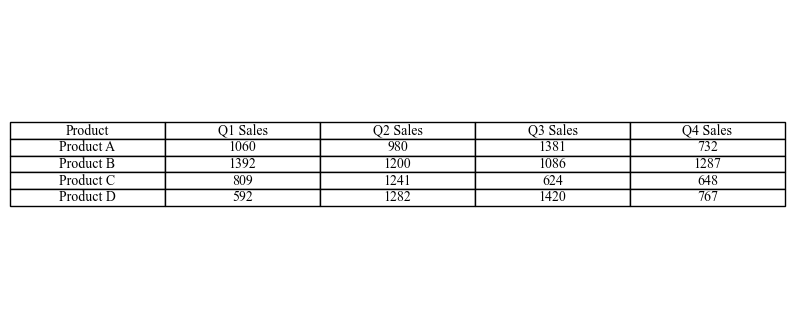 Product Q1 Sales Q2 Sales Q3 Sales Q4 Sales
Product A 1060 980 1381 732
Product B 1392 1200 1086 1287
Product C 809 1241 624 648
Product D 592 1282 1420 767